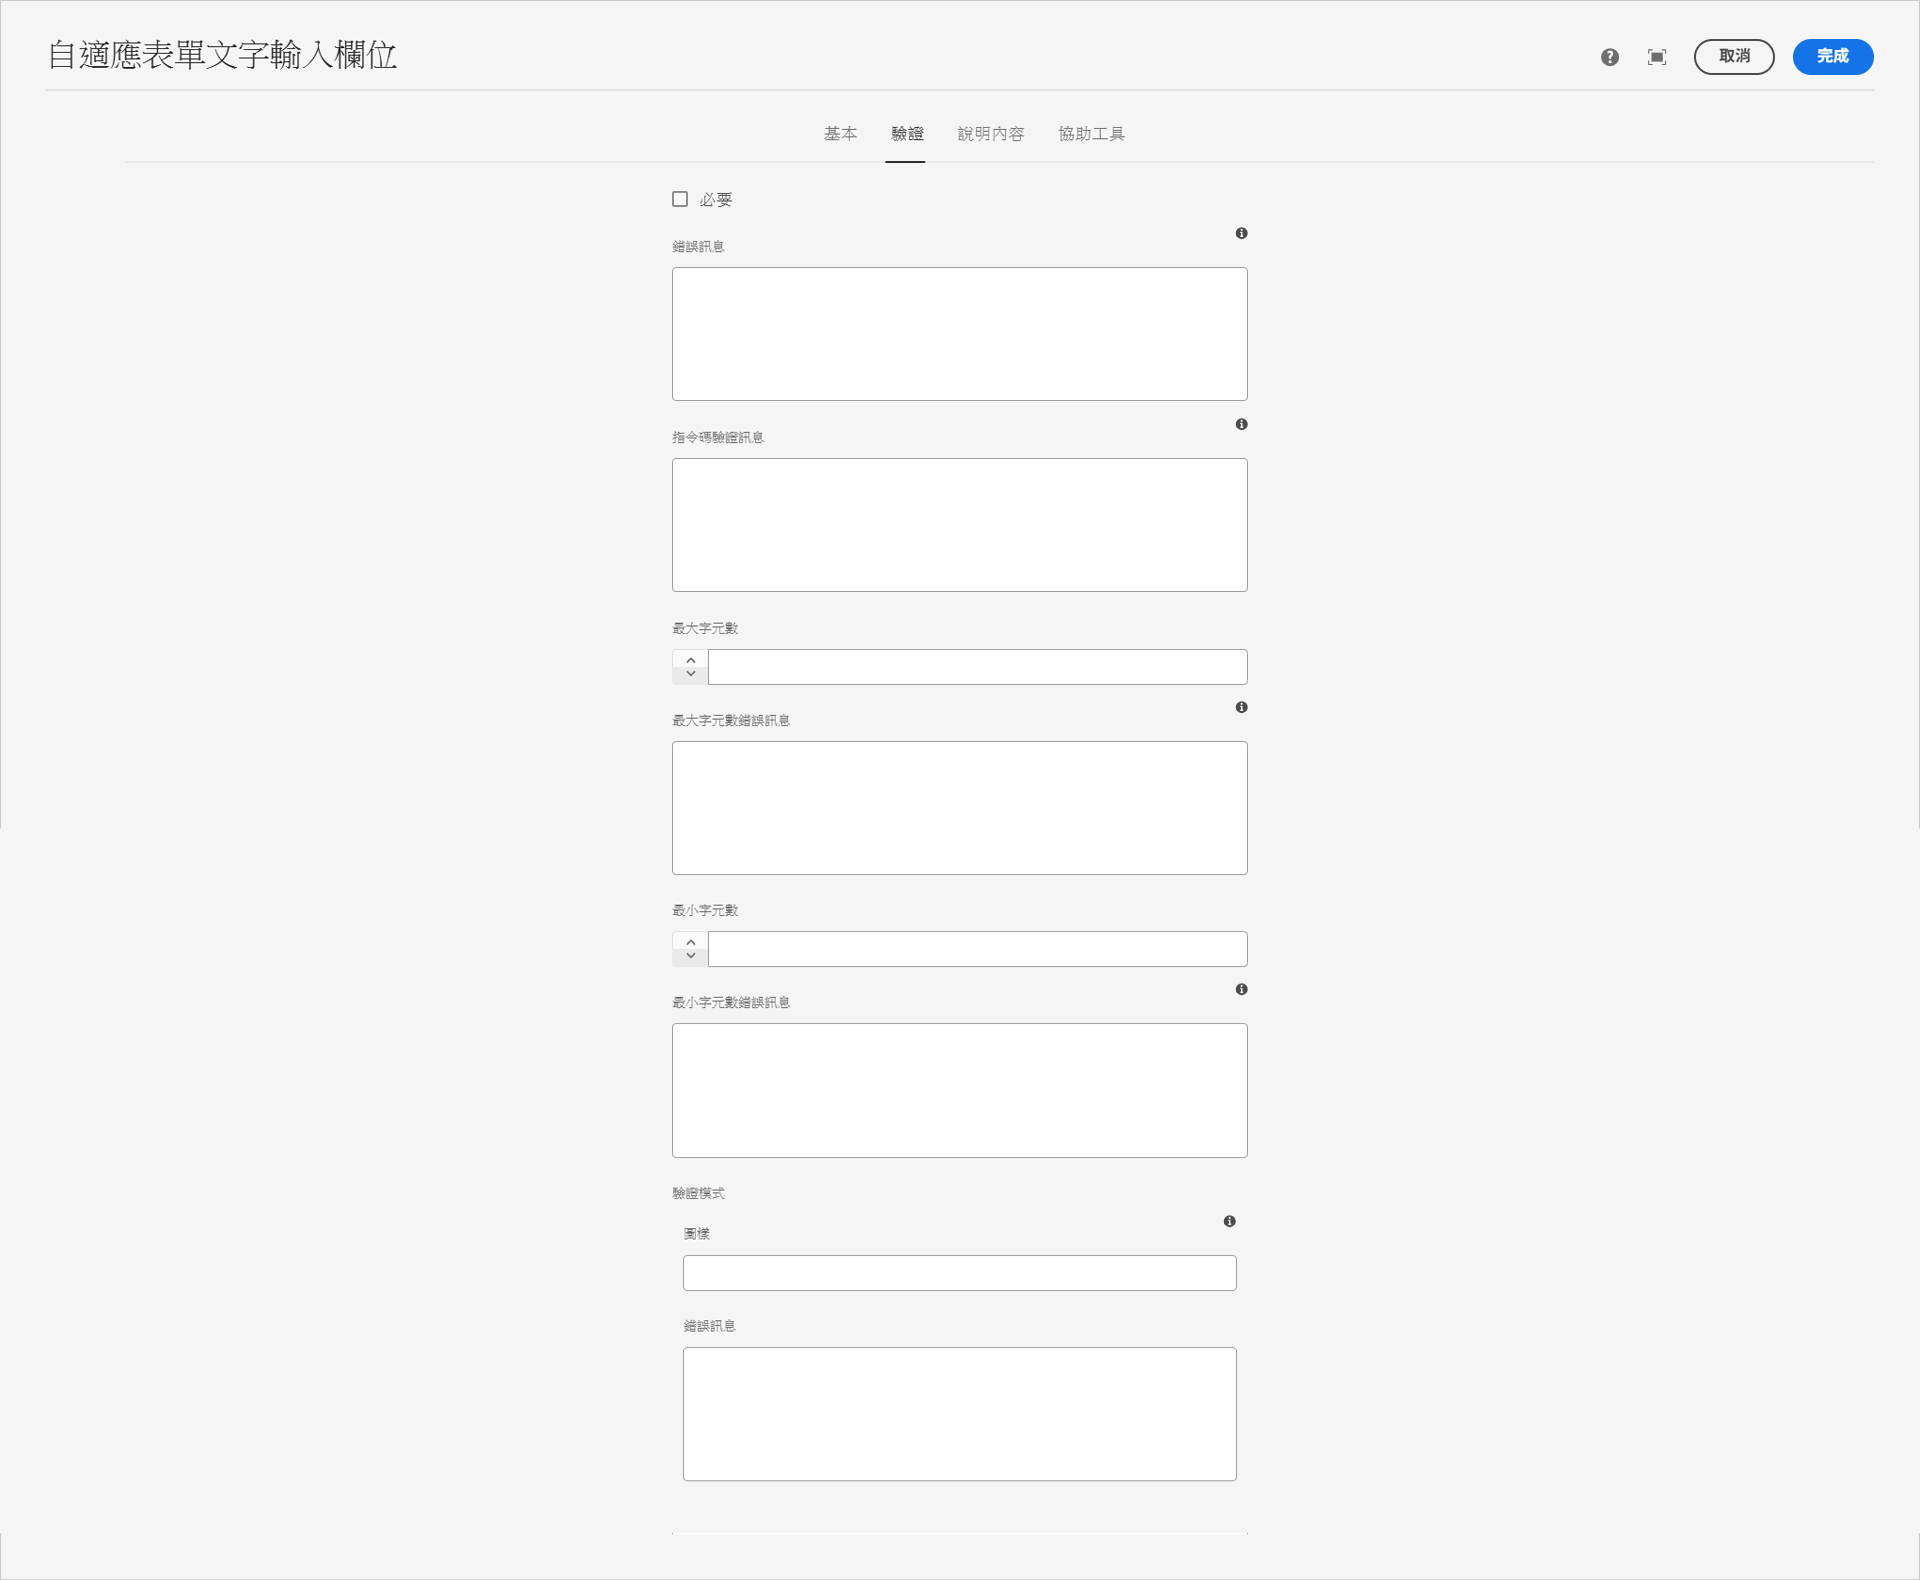 自適應表單文字輸入欄位
取消
完成
基本 驗證 說明內容 協助工具
必要
錯誤訊息
指令碼驗證訊息
最大字元數
最大字元數錯誤訊息
最小字元數
最小字元數錯誤訊息
驗證模式
圖樣
錯誤訊息